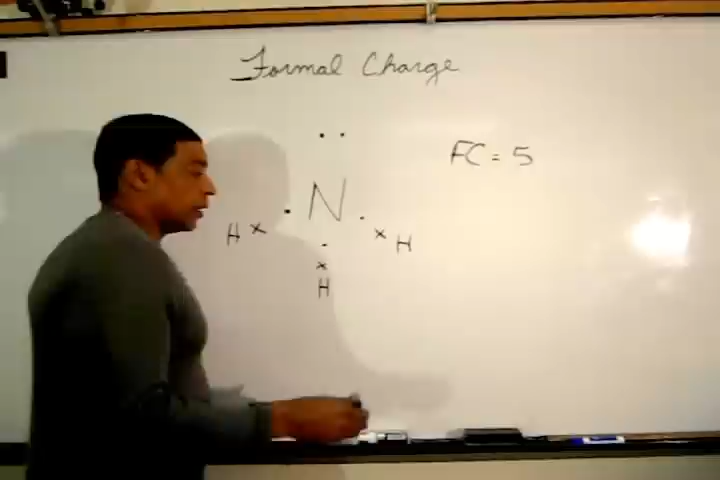 Formal Charge
FC = 5
N
H x
x H
x
H